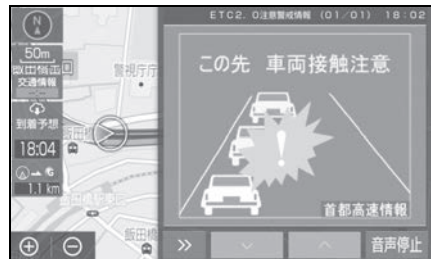 ETC2.0注意警戒情報 (01/01) 18:02
N
50m
交通情報
--:--
到着予想
18:04
1.1 km
警視庁
飯田橋
この先 車両接触注意
!
首都高速情報
音声停止